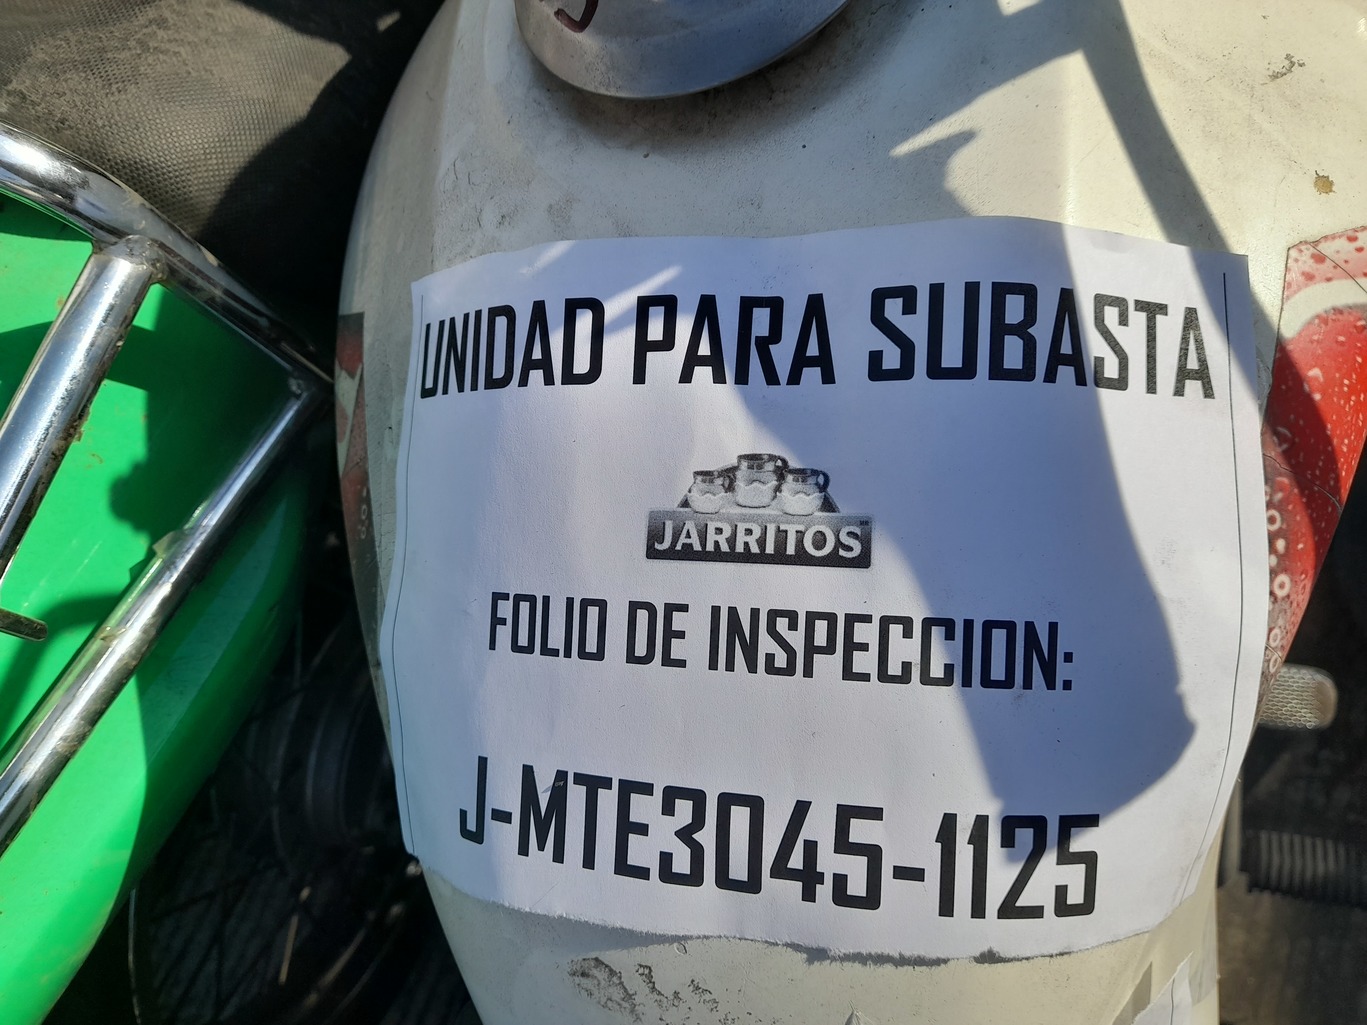 UNIDAD PARA SUBASTA
JARRITOS
FOLIO DE INSPECCION:
J-MTE3045-1125